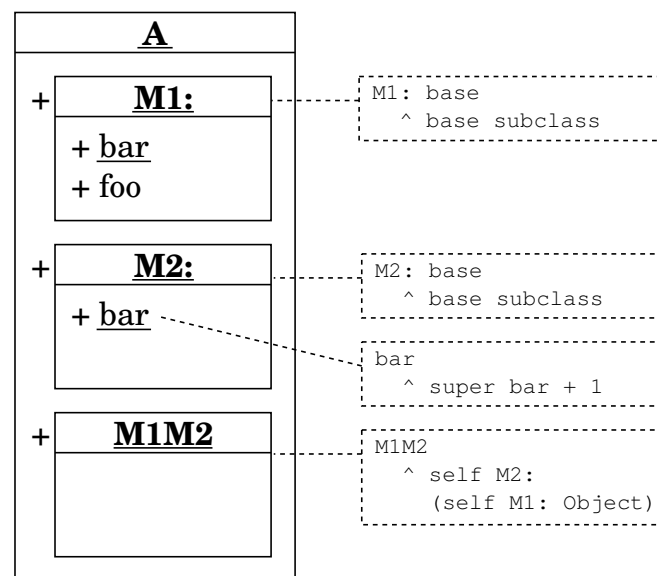 A
+ M1:
+ bar
+ foo
M1: base
^ base subclass
+ M2:
+ bar
M2: base
^ base subclass
bar
^ super bar + 1
+ M1M2
M1M2
^ self M2:
(self M1: Object)